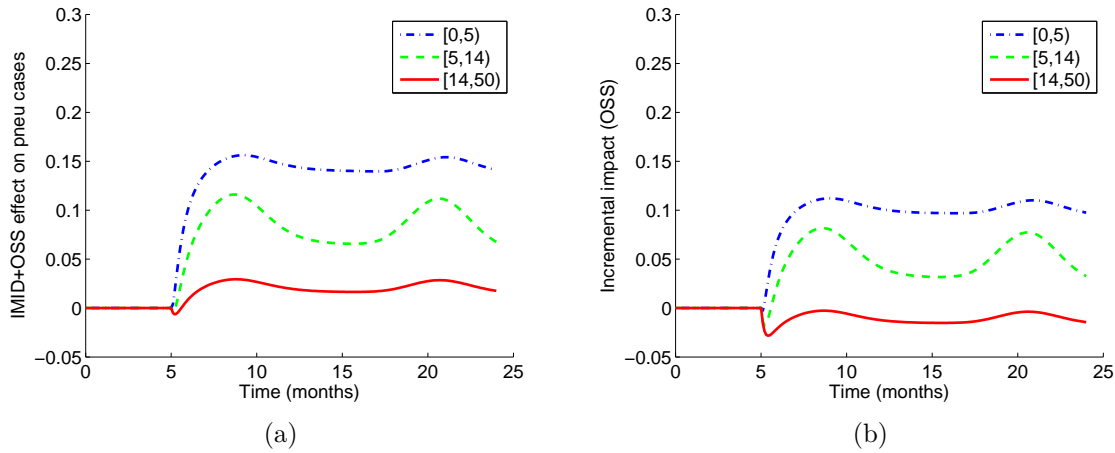 IMID+OSS effect on pneu cases
0.3
0.25
0.2
0.15
0.1
0.05
0
−0.05
[0,5)
[5,14)
[14,50)
0 5 10 15 20 25
Time (months)
(a)
Incremental impact (OSS)
0.3
0.25
0.2
0.15
0.1
0.05
0
−0.05
[0,5)
[5,14)
[14,50)
0 5 10 15 20 25
Time (months)
(b)